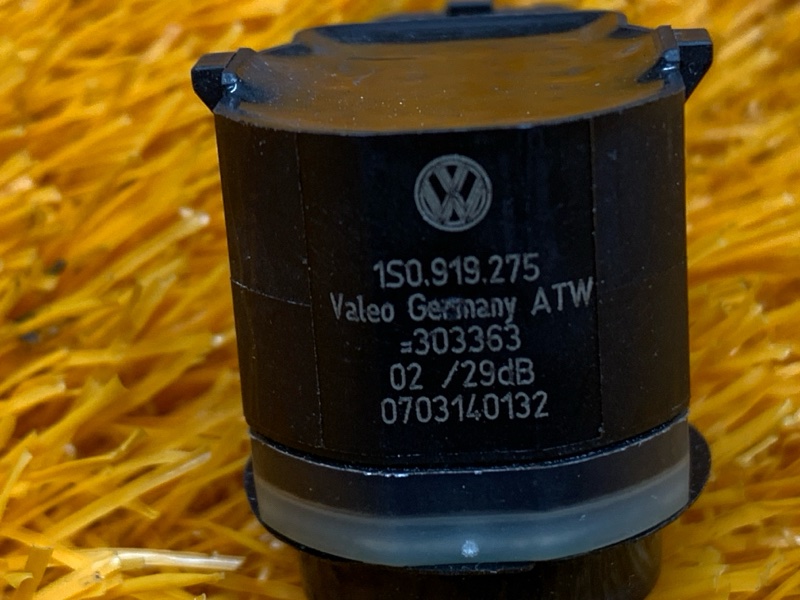 1S0.919.275
Valeo Germany ATW
=303363
02 /29dB
0703140132